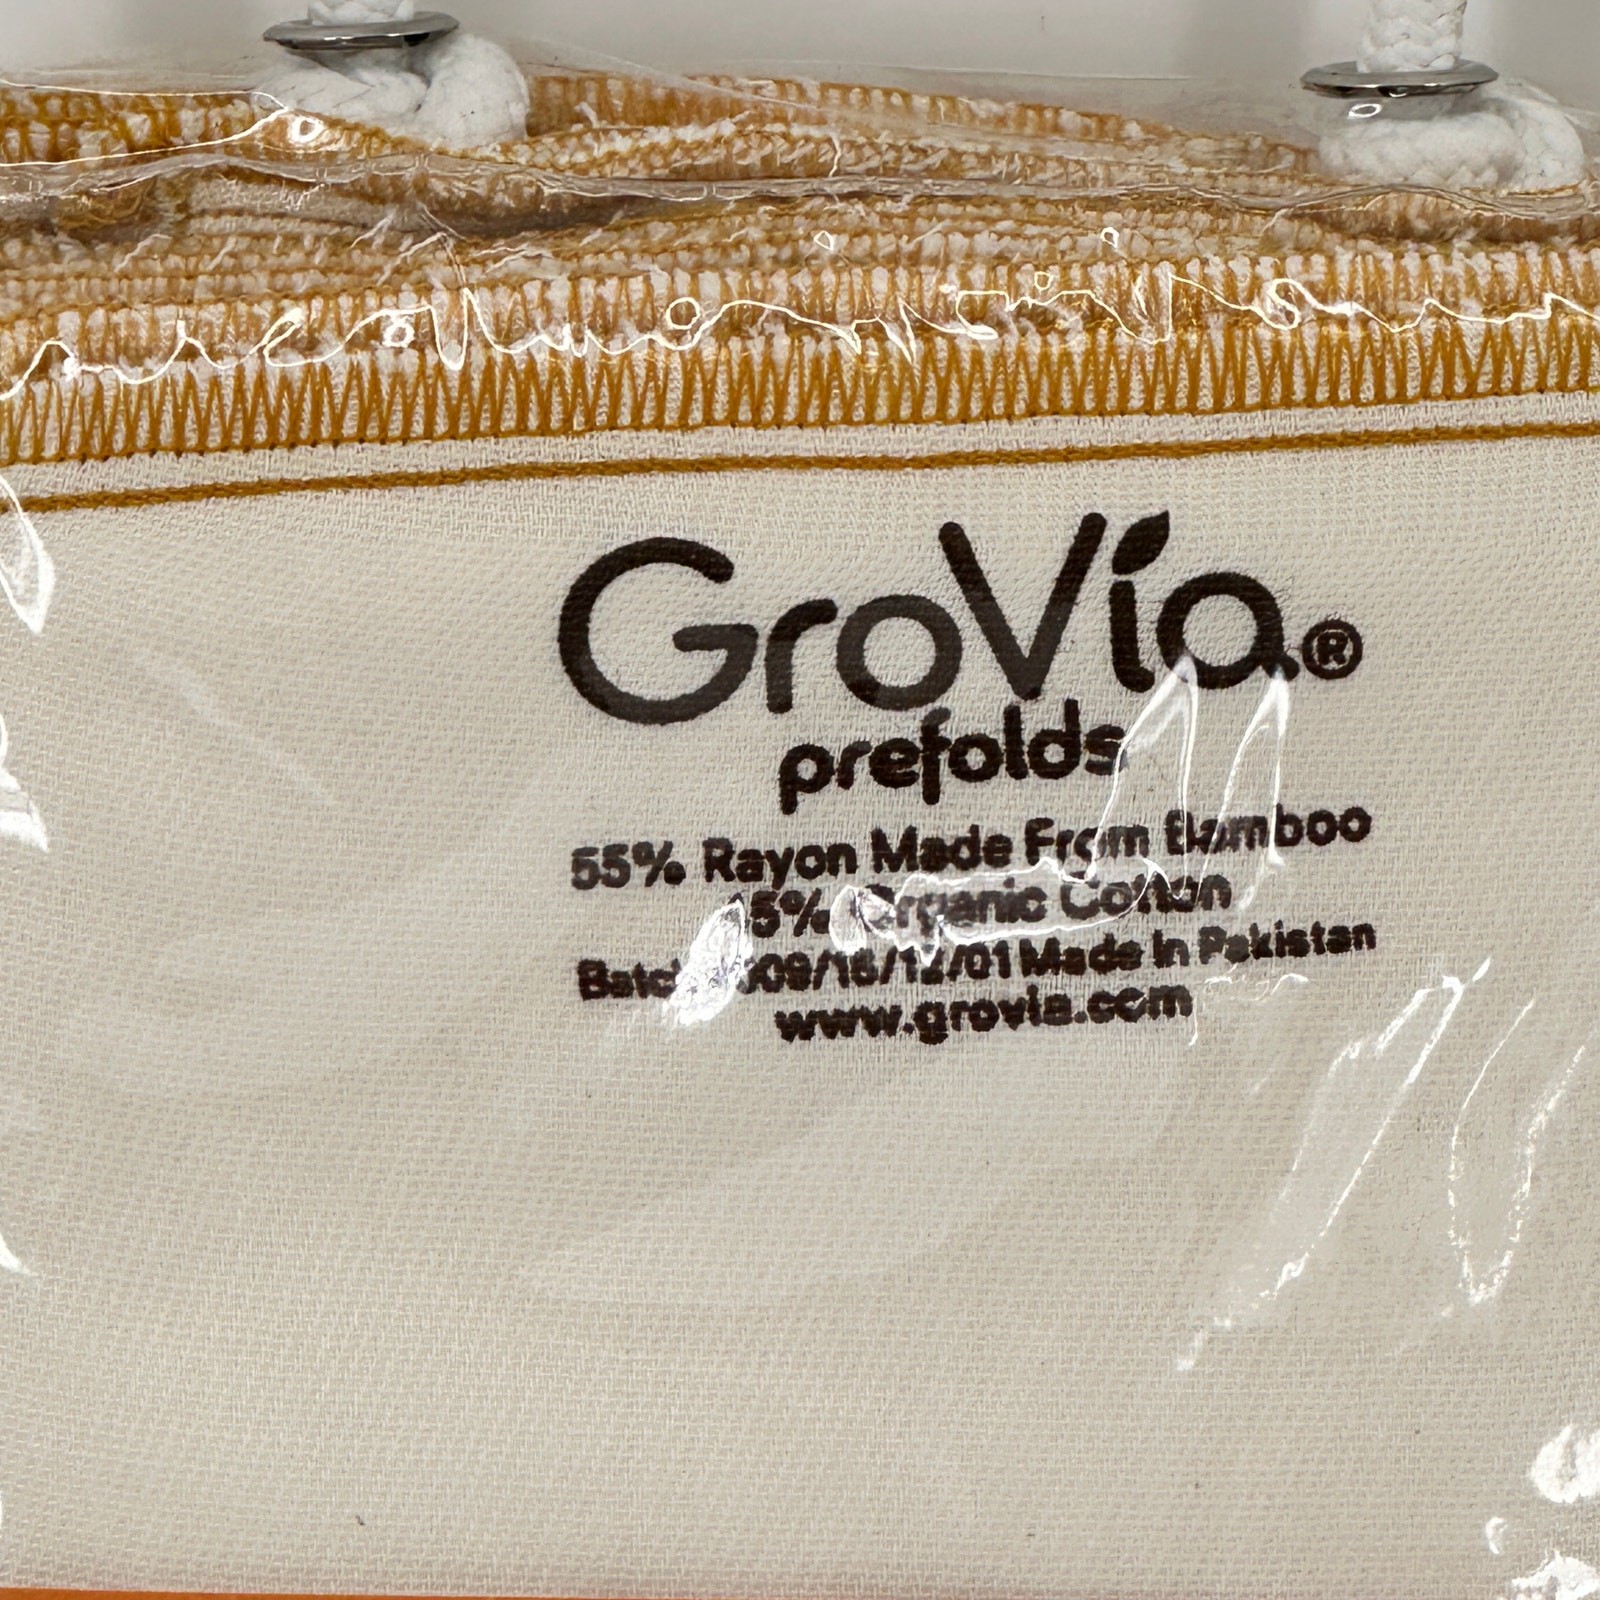 GroVia®
prefolds
55% Rayon Made From Bamboo
Organic Cotton
Made In Pakistan
www.grovia.com